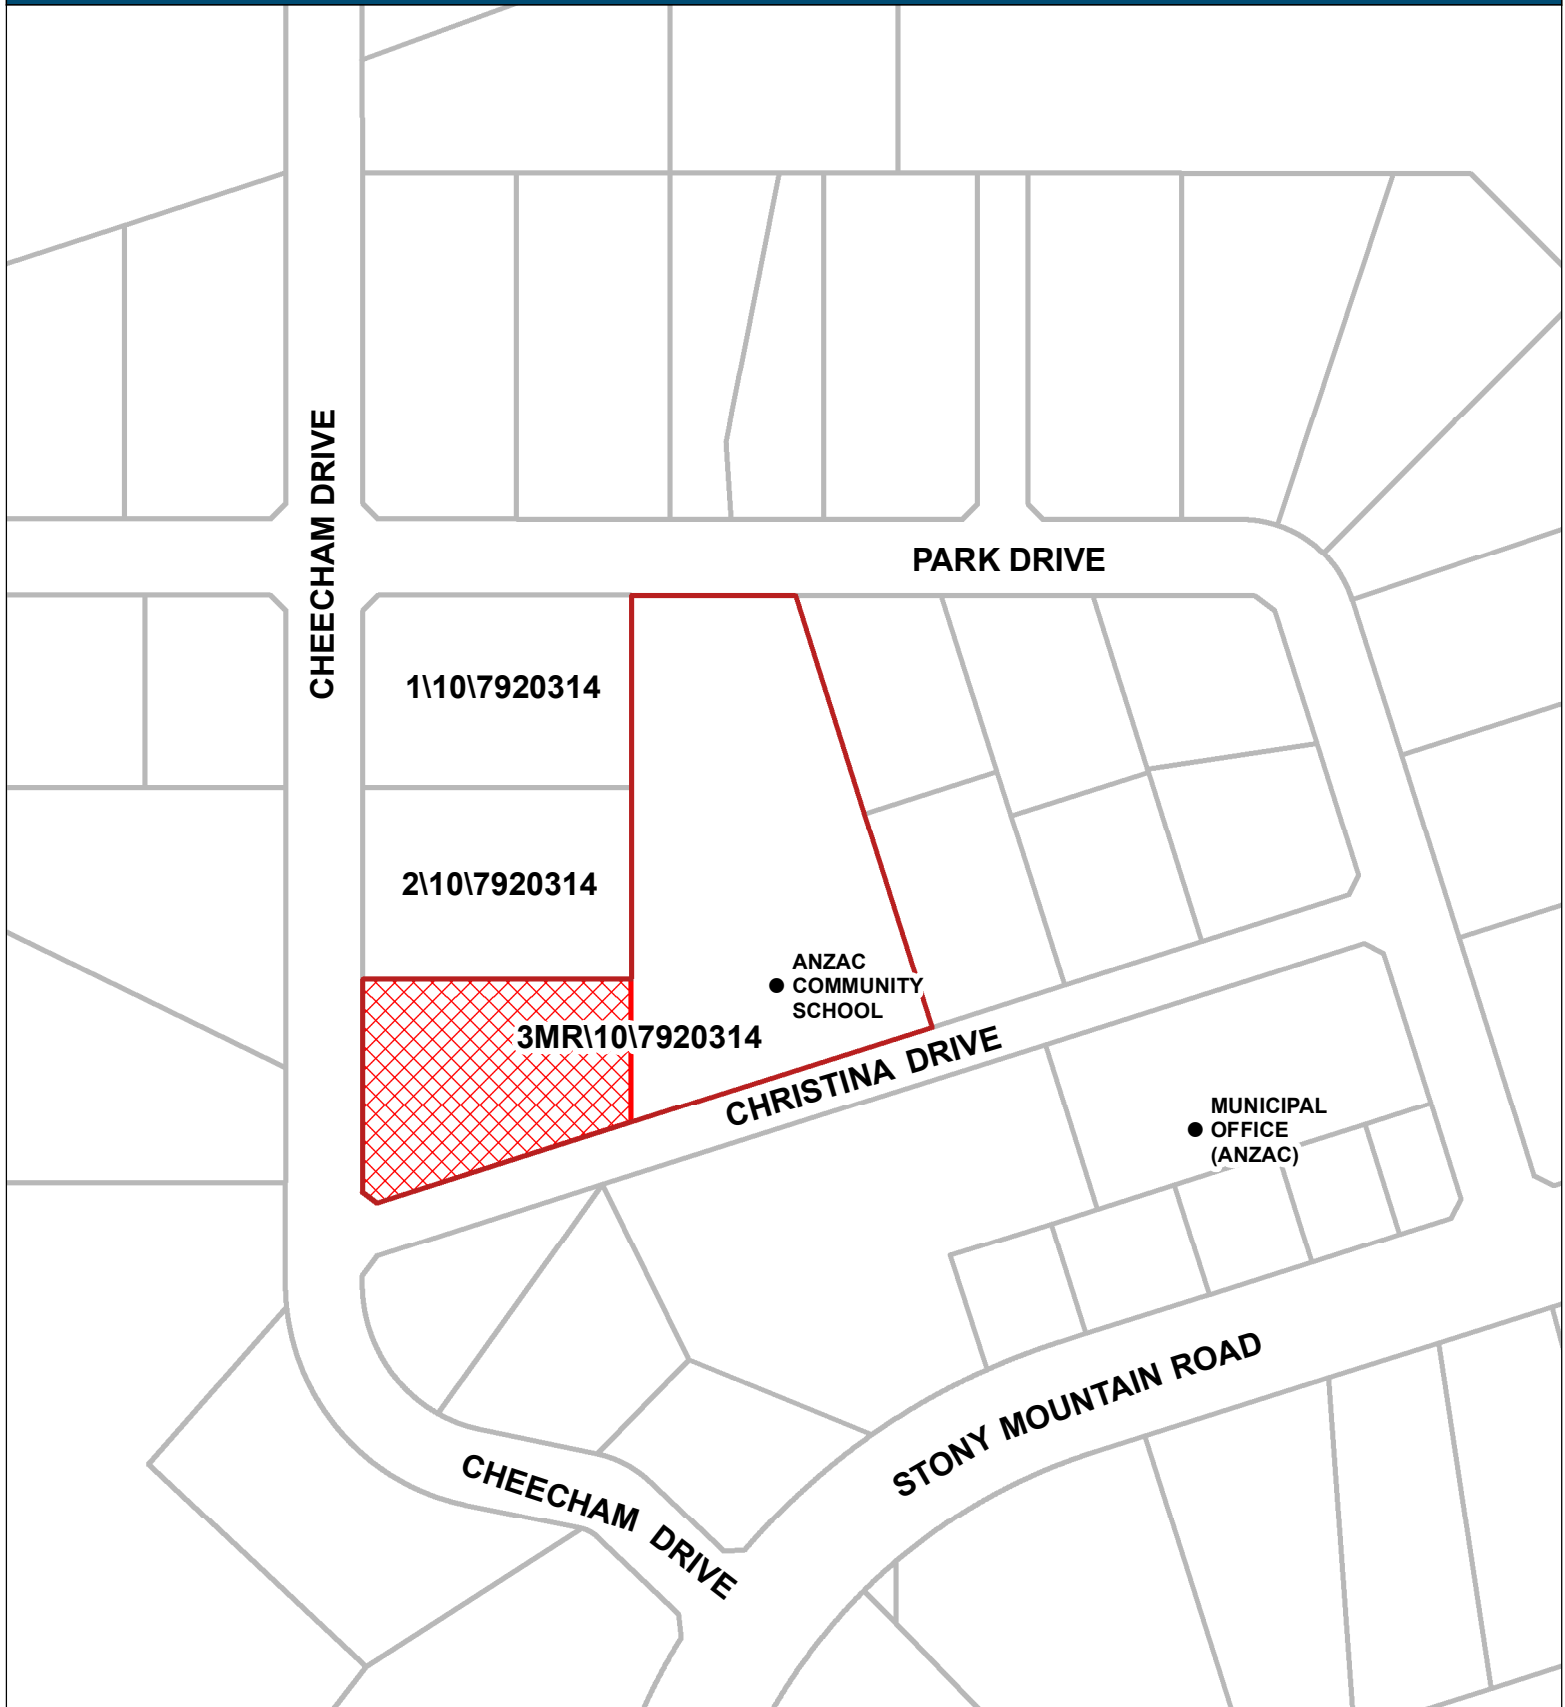 CHEECHAM DRIVE
PARK DRIVE
1\10\7920314
2\10\7920314
ANZAC
COMMUNITY
SCHOOL
3MR\10\7920314
CHRISTINA DRIVE
MUNICIPAL
OFFICE
(ANZAC)
STONY MOUNTAIN ROAD
CHEECHAM DRIVE